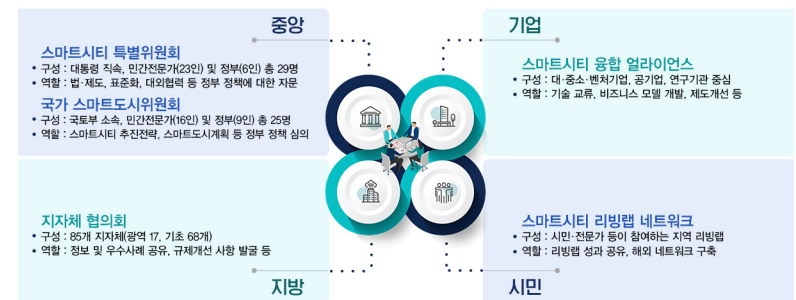 중앙
스마트시티 특별위원회
• 구성 : 대통령 직속, 민간전문가(23인) 및 정부(6인) 총 29명
• 역할 : 법·제도, 표준화, 대외협력 등 정부 정책에 대한 자문
국가 스마트도시위원회
• 구성 : 국토부 소속, 민간전문가(16인) 및 정부(9인) 총 25명
• 역할 : 스마트시티 추진전략, 스마트도시계획 등 정부 정책 심의
기업
스마트시티 융합 얼라이언스
• 구성 : 대·중소·벤처기업, 공기업, 연구기관 중심
• 역할 : 기술 교류, 비즈니스 모델 개발, 제도개선 등
지자체 협의회
• 구성 : 85개 지자체(광역 17, 기초 68개)
• 역할 : 정보 및 우수사례 공유, 규제개선 사항 발굴 등
지방
스마트시티 리빙랩 네트워크
• 구성 : 시민·전문가 등이 참여하는 지역 리빙랩
• 역할 : 리빙랩 성과 공유, 해외 네트워크 구축
시민